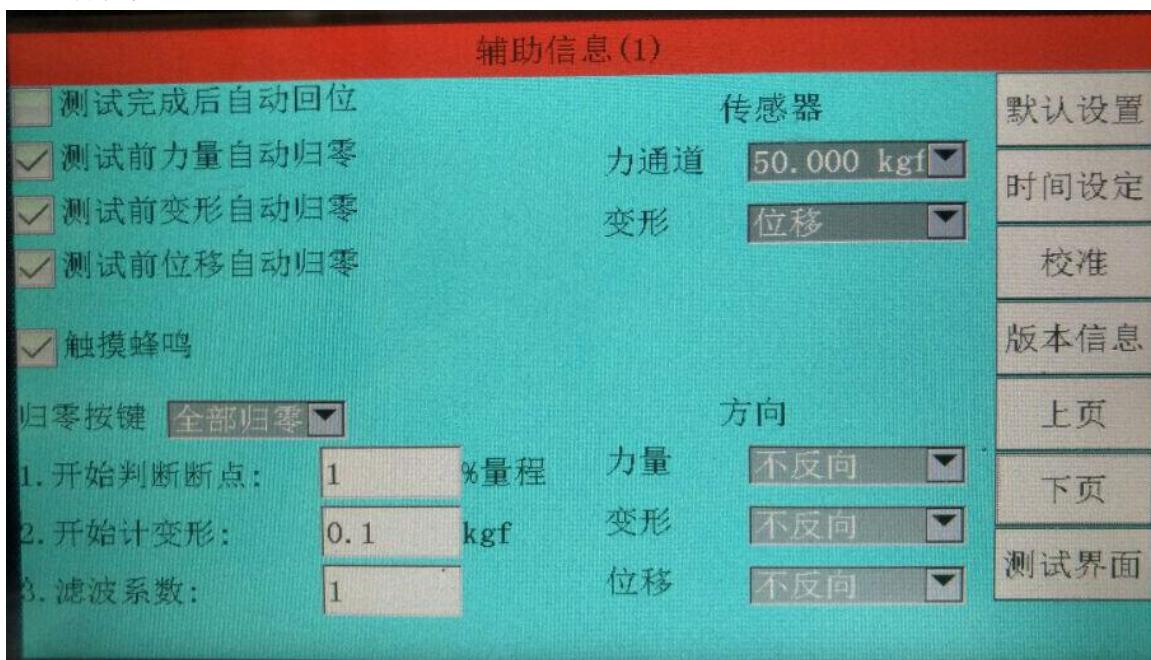 辅助信息(1)
测试完成后自动回位
测试前力量自动归零
测试前变形自动归零
测试前位移自动归零
触摸蜂鸣
归零按键 全部归零
1.开始判断断点: 1 %量程
2.开始计变形: 0.1 kgf
3.滤波系数: 1
传感器
力通道 50.000 kgf
变形 位移
方向
力量 不反向
变形 不反向
位移 不反向
默认设置
时间设定
校准
版本信息
上页
下页
测试界面